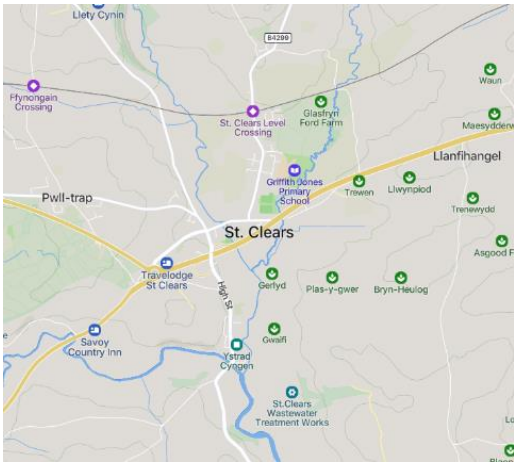 Llety Cynin
B4299
Waun
Ffynongain
Crossing
Glasfryn
Ford Farm
St. Clears Level
Crossing
Maesydderw
Llanfihangel
Griffith Jones
Primary
School
Trewen
Llwynpiod
Pwll-trap
Trenewydd
St. Clears
Asgood F
Travelodge
St Clears
Gerlyd
Plas-y-gwer
Bryn-Heulog
High St
Savoy
Country Inn
Gwaifi
Ystrad
Cyngen
St.Clears
Wastewater
Treatment Works